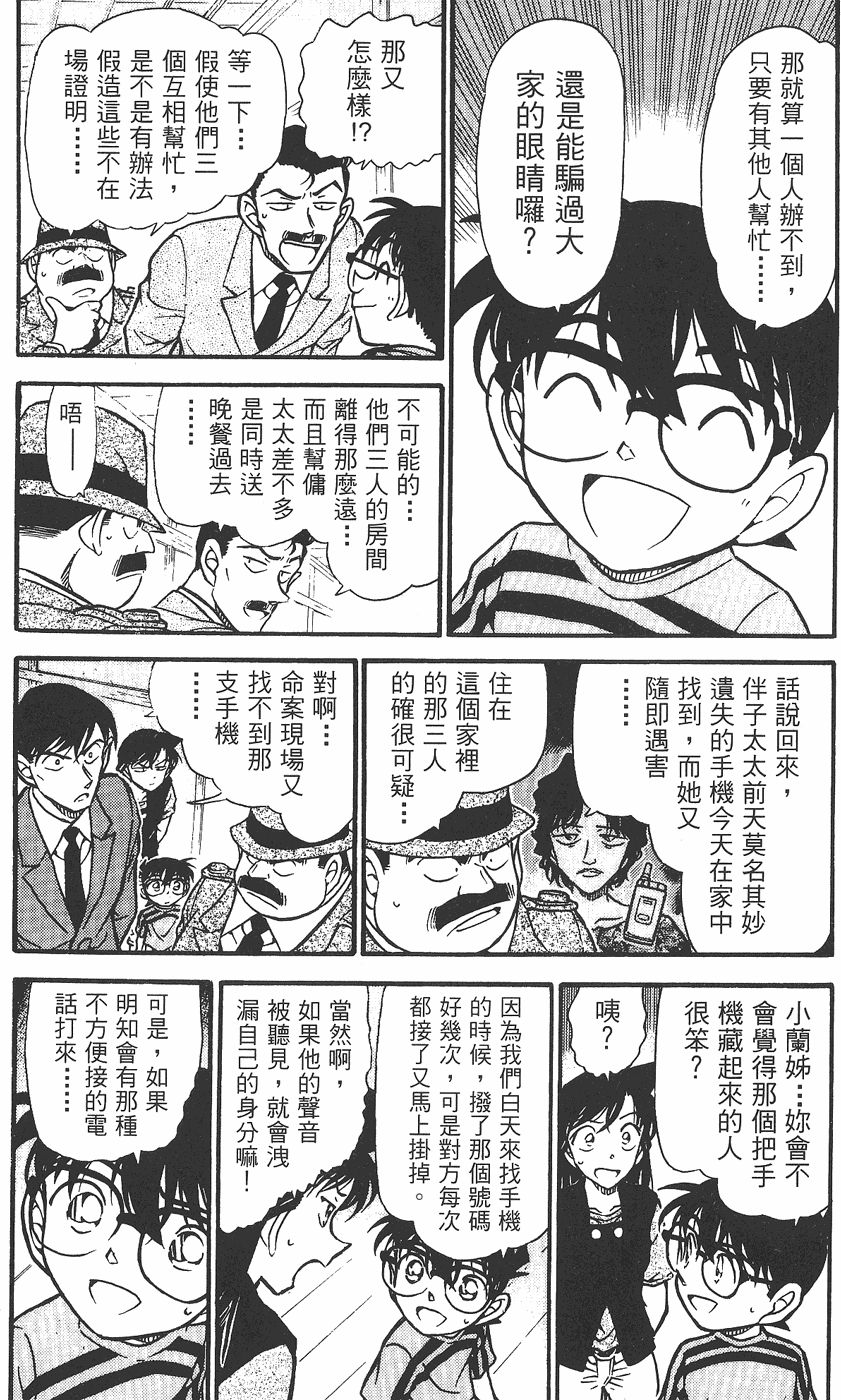 那就算一個人辦不到，
只要有其他人幫忙……
還是能騙過大
家的眼睛囉？
那又
怎麼樣!?
等一下…
假使他們三
個互相幫忙，
是不是有辦法
假造這些不在
場證明……
不可能的…
他們三人的房間
離得那麼遠…
而且幫傭
太太差不多
是同時送
晚餐過去
……
唔——
話說回來，
伴子太太前天莫名其妙
遺失的手機今天在家中
找到，而她又
隨即遇害
……
住在
這個家裡
的那三人
的確很可疑…
對啊…
命案現場又
找不到那
支手機
……
小蘭姊…妳會不
會覺得那個把手
機藏起來的人
很笨？
咦？
因為我們白天來找手機
的時候，撥了那個號碼
好幾次，可是對方每次
都接了又馬上掛掉。
當然啊，
如果他的聲音
被聽見，就會洩
漏自己的身分嘛！
可是，如果
明知會有那種
不方便接的電
話打來……